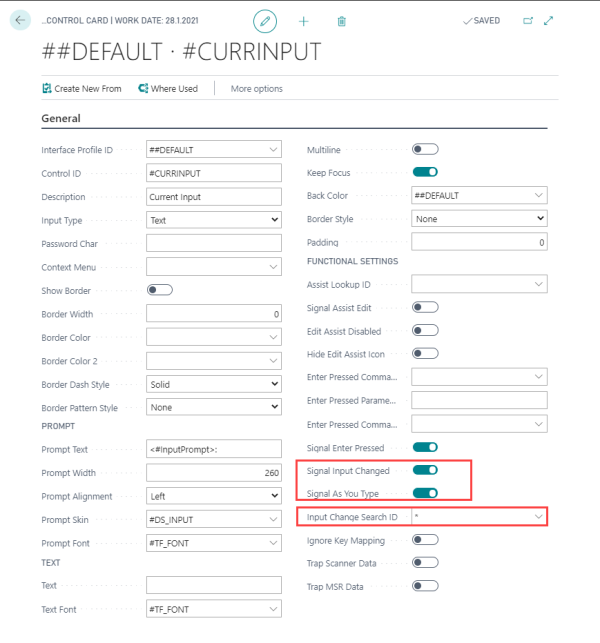 ...CONTROL CARD | WORK DATE: 28.1.2021
SAVED
##DEFAULT · #CURRINPUT
Create New From
Where Used
More options
General
Interface Profile ID ##DEFAULT
Control ID #CURRINPUT
Description Current Input
Input Type Text
Password Char
Context Menu
Show Border
Border Width 0
Border Color
Border Color 2
Border Dash Style Solid
Border Pattern Style None
PROMPT
Prompt Text <#InputPrompt>:
Prompt Width 260
Prompt Alignment Left
Prompt Skin #DS_INPUT
Prompt Font #TF_FONT
TEXT
Text
Text Font #TF_FONT
Multiline
Keep Focus
Back Color ##DEFAULT
Border Style None
Padding 0
FUNCTIONAL SETTINGS
Assist Lookup ID
Signal Assist Edit
Edit Assist Disabled
Hide Edit Assist Icon
Enter Pressed Comma...
Enter Pressed Parame...
Enter Pressed Comma...
Signal Enter Pressed
Signal Input Changed
Signal As You Type
Input Change Search ID *
Ignore Key Mapping
Trap Scanner Data
Trap MSR Data